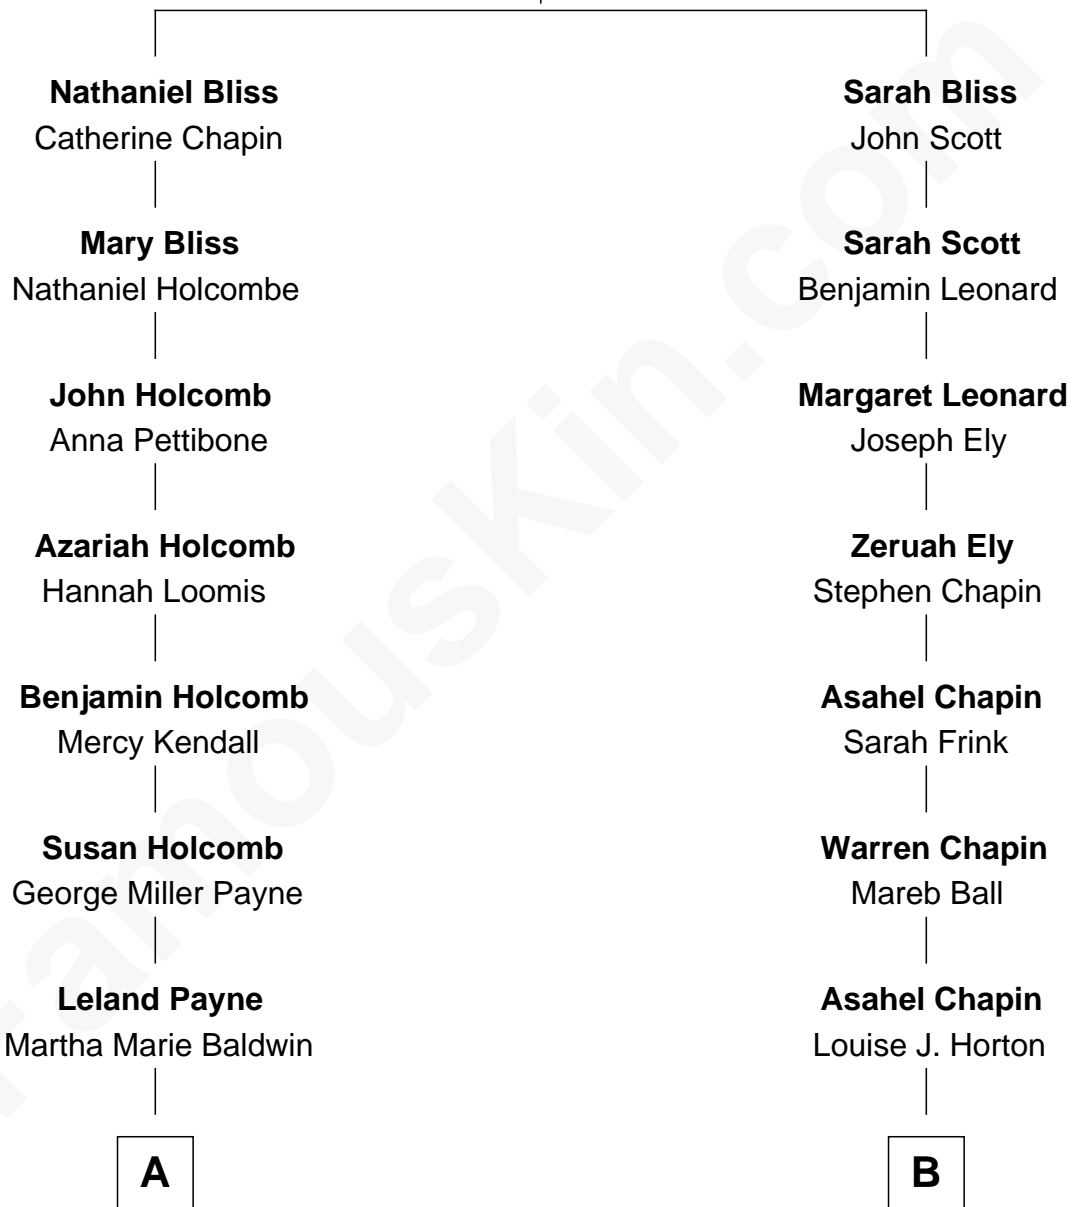 Nathaniel Bliss
Catherine Chapin
Sarah Bliss
John Scott
Mary Bliss
Nathaniel Holcombe
Sarah Scott
Benjamin Leonard
John Holcomb
Anna Pettibone
Margaret Leonard
Joseph Ely
Azariah Holcomb
Hannah Loomis
Zeruah Ely
Stephen Chapin
Benjamin Holcomb
Mercy Kendall
Asahel Chapin
Sarah Frink
Susan Holcomb
George Miller Payne
Warren Chapin
Mareb Ball
Leland Payne
Martha Marie Baldwin
Asahel Chapin
Louise J. Horton
A
B
FamousKin.com